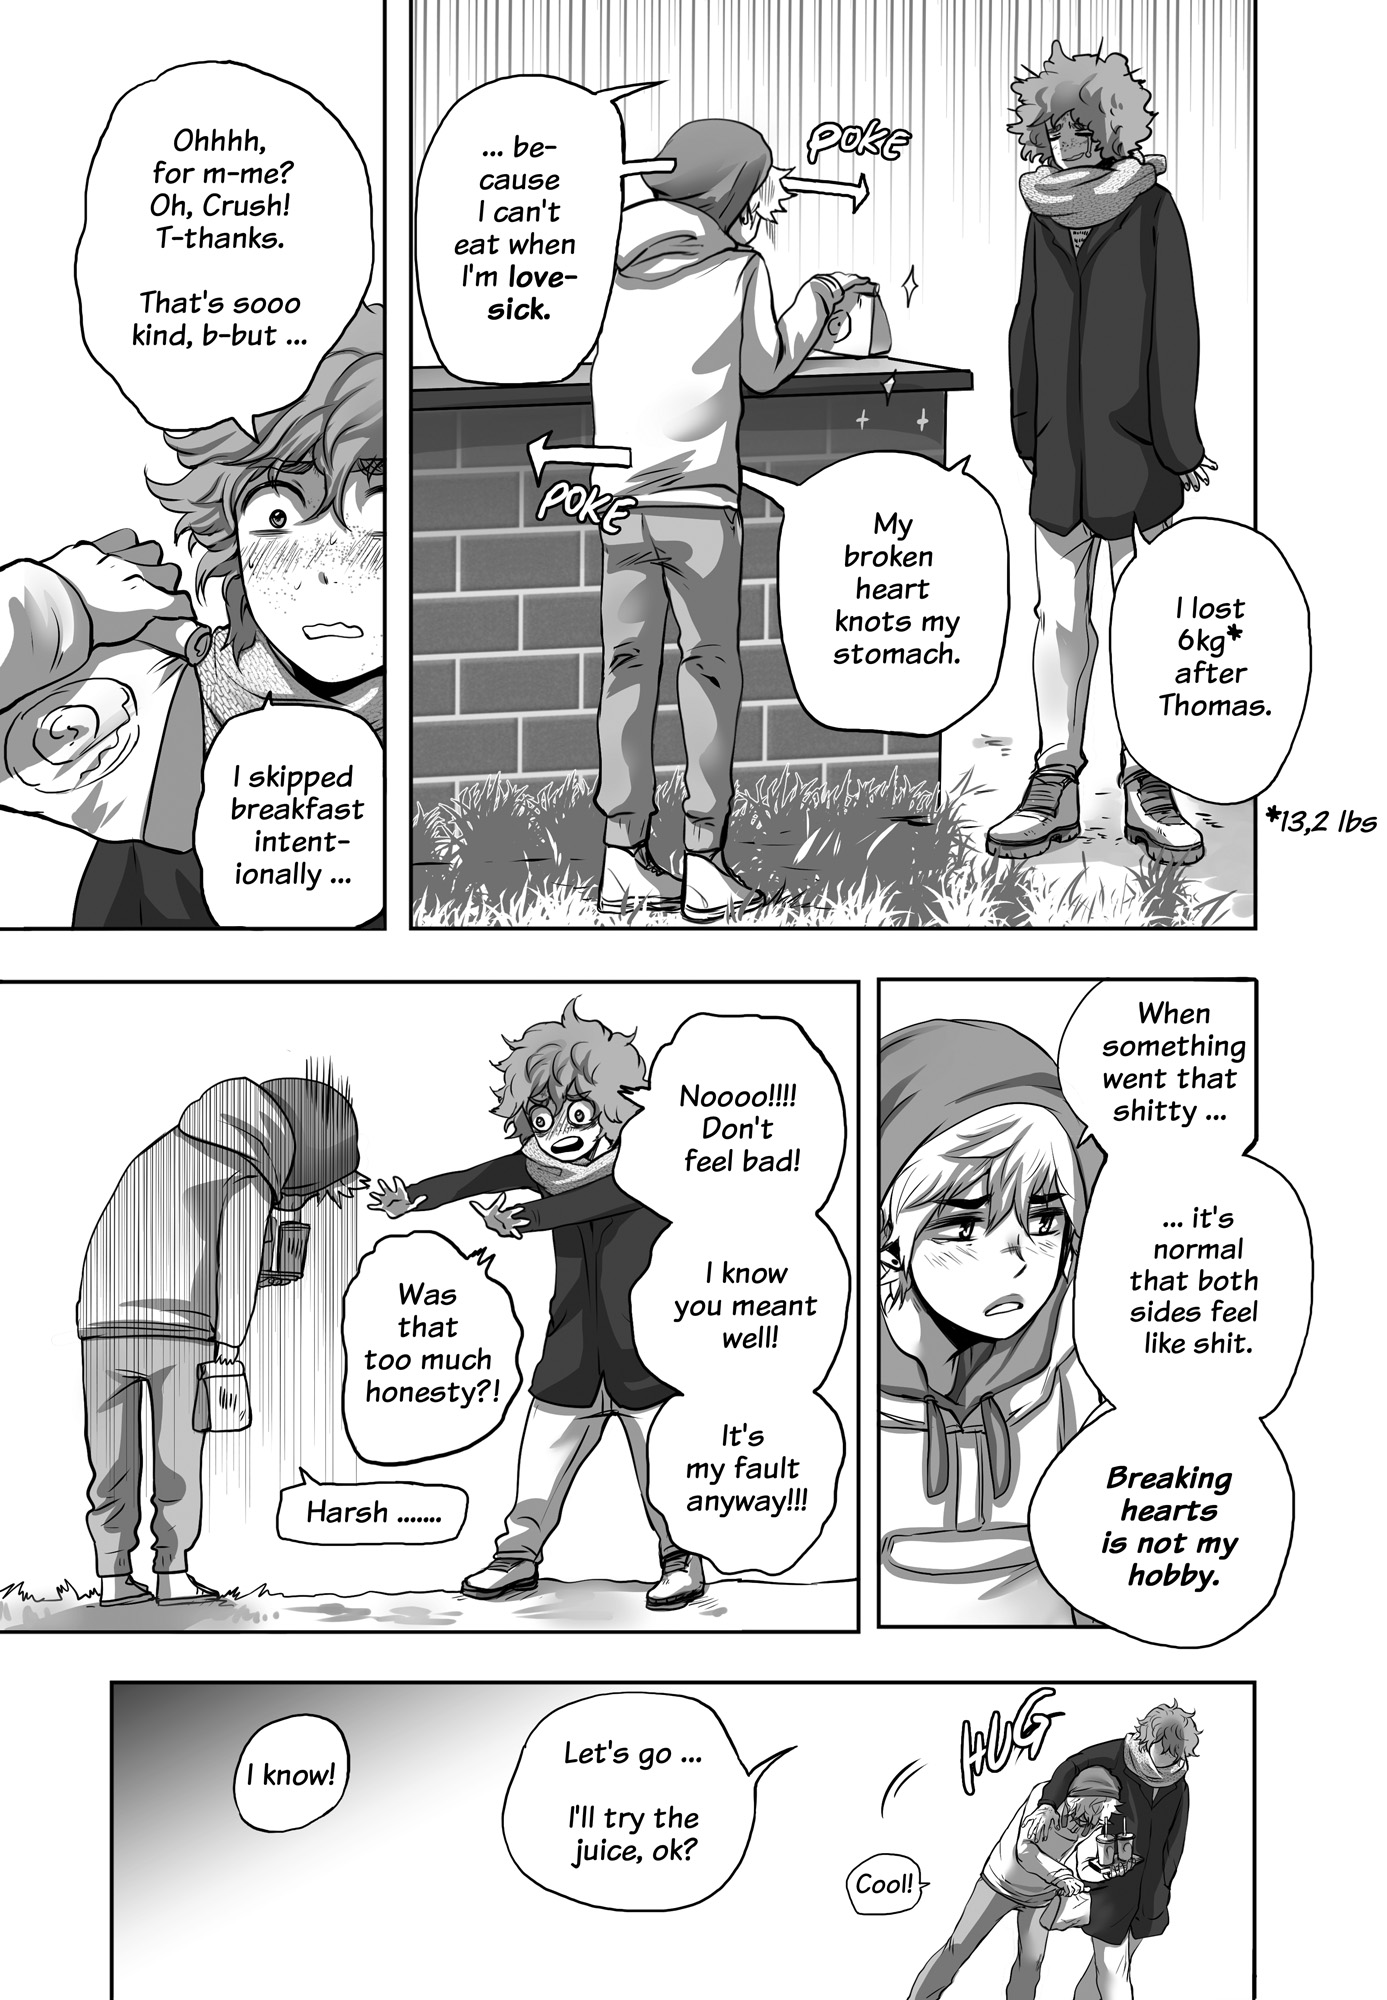 Ohhhh,
for m-me?
Oh, Crush!
T-thanks.
That's sooo
kind, b-but ...
I skipped
breakfast
intent-
ionally ...
... be-
cause
I can't
eat when
I'm love-
sick.
POKE
POKE
My
broken
heart
knots my
stomach.
I lost
6kg*
after
Thomas.
*13,2 lbs
Noooo!!!!
Don't
feel bad!
I know
you meant
well!
It's
my fault
anyway!!!
Was
that
too much
honesty?!
Harsh .......
When
something
went that
shitty ...
... it's
normal
that both
sides feel
like shit.
Breaking
hearts
is not my
hobby.
I know!
Let's go ...
I'll try the
juice, ok?
HUG
Cool!